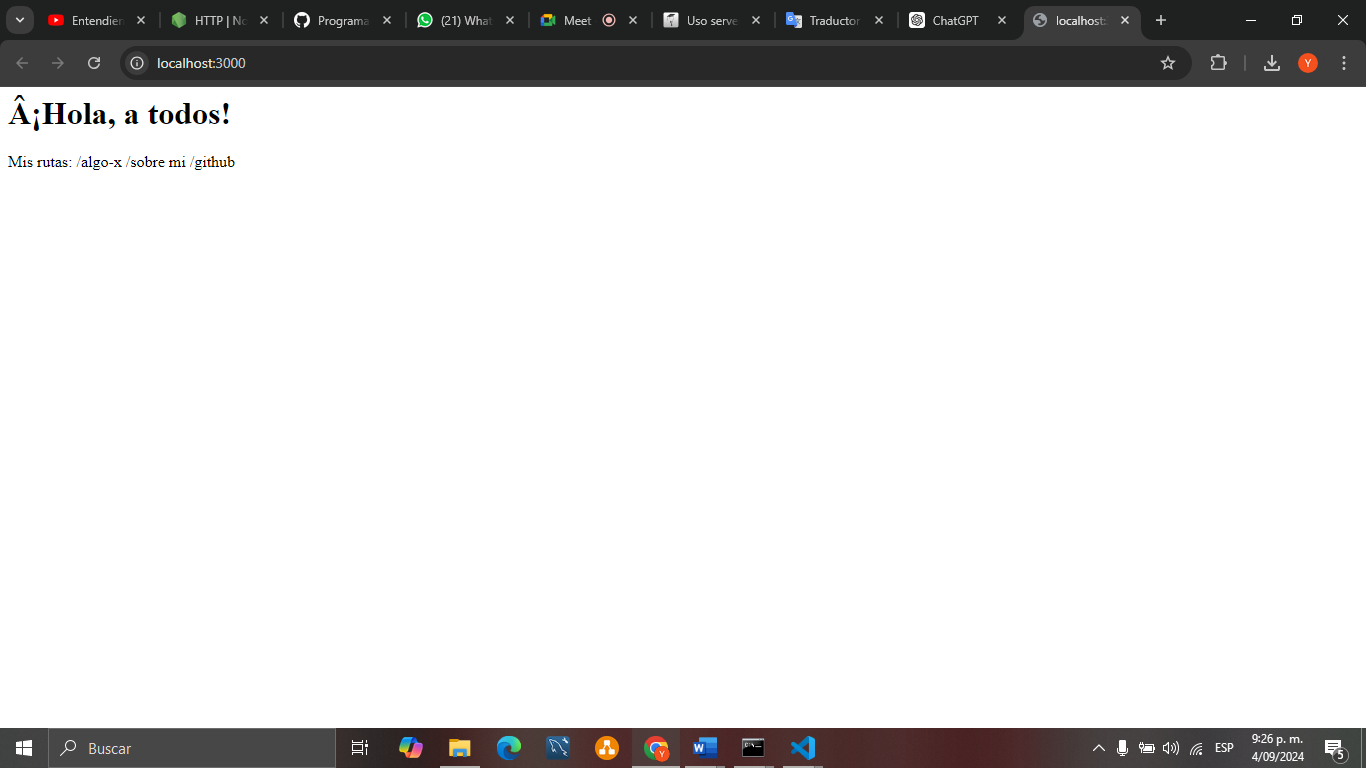 Entendien
HTTP | No
Programa
(21) What
Meet
Uso serve
Traductor
ChatGPT
localhost:
localhost:3000
Y
Â¡Hola, a todos!
Mis rutas: /algo-x /sobre mi /github
Buscar
ESP
9:26 p. m.
4/09/2024
5